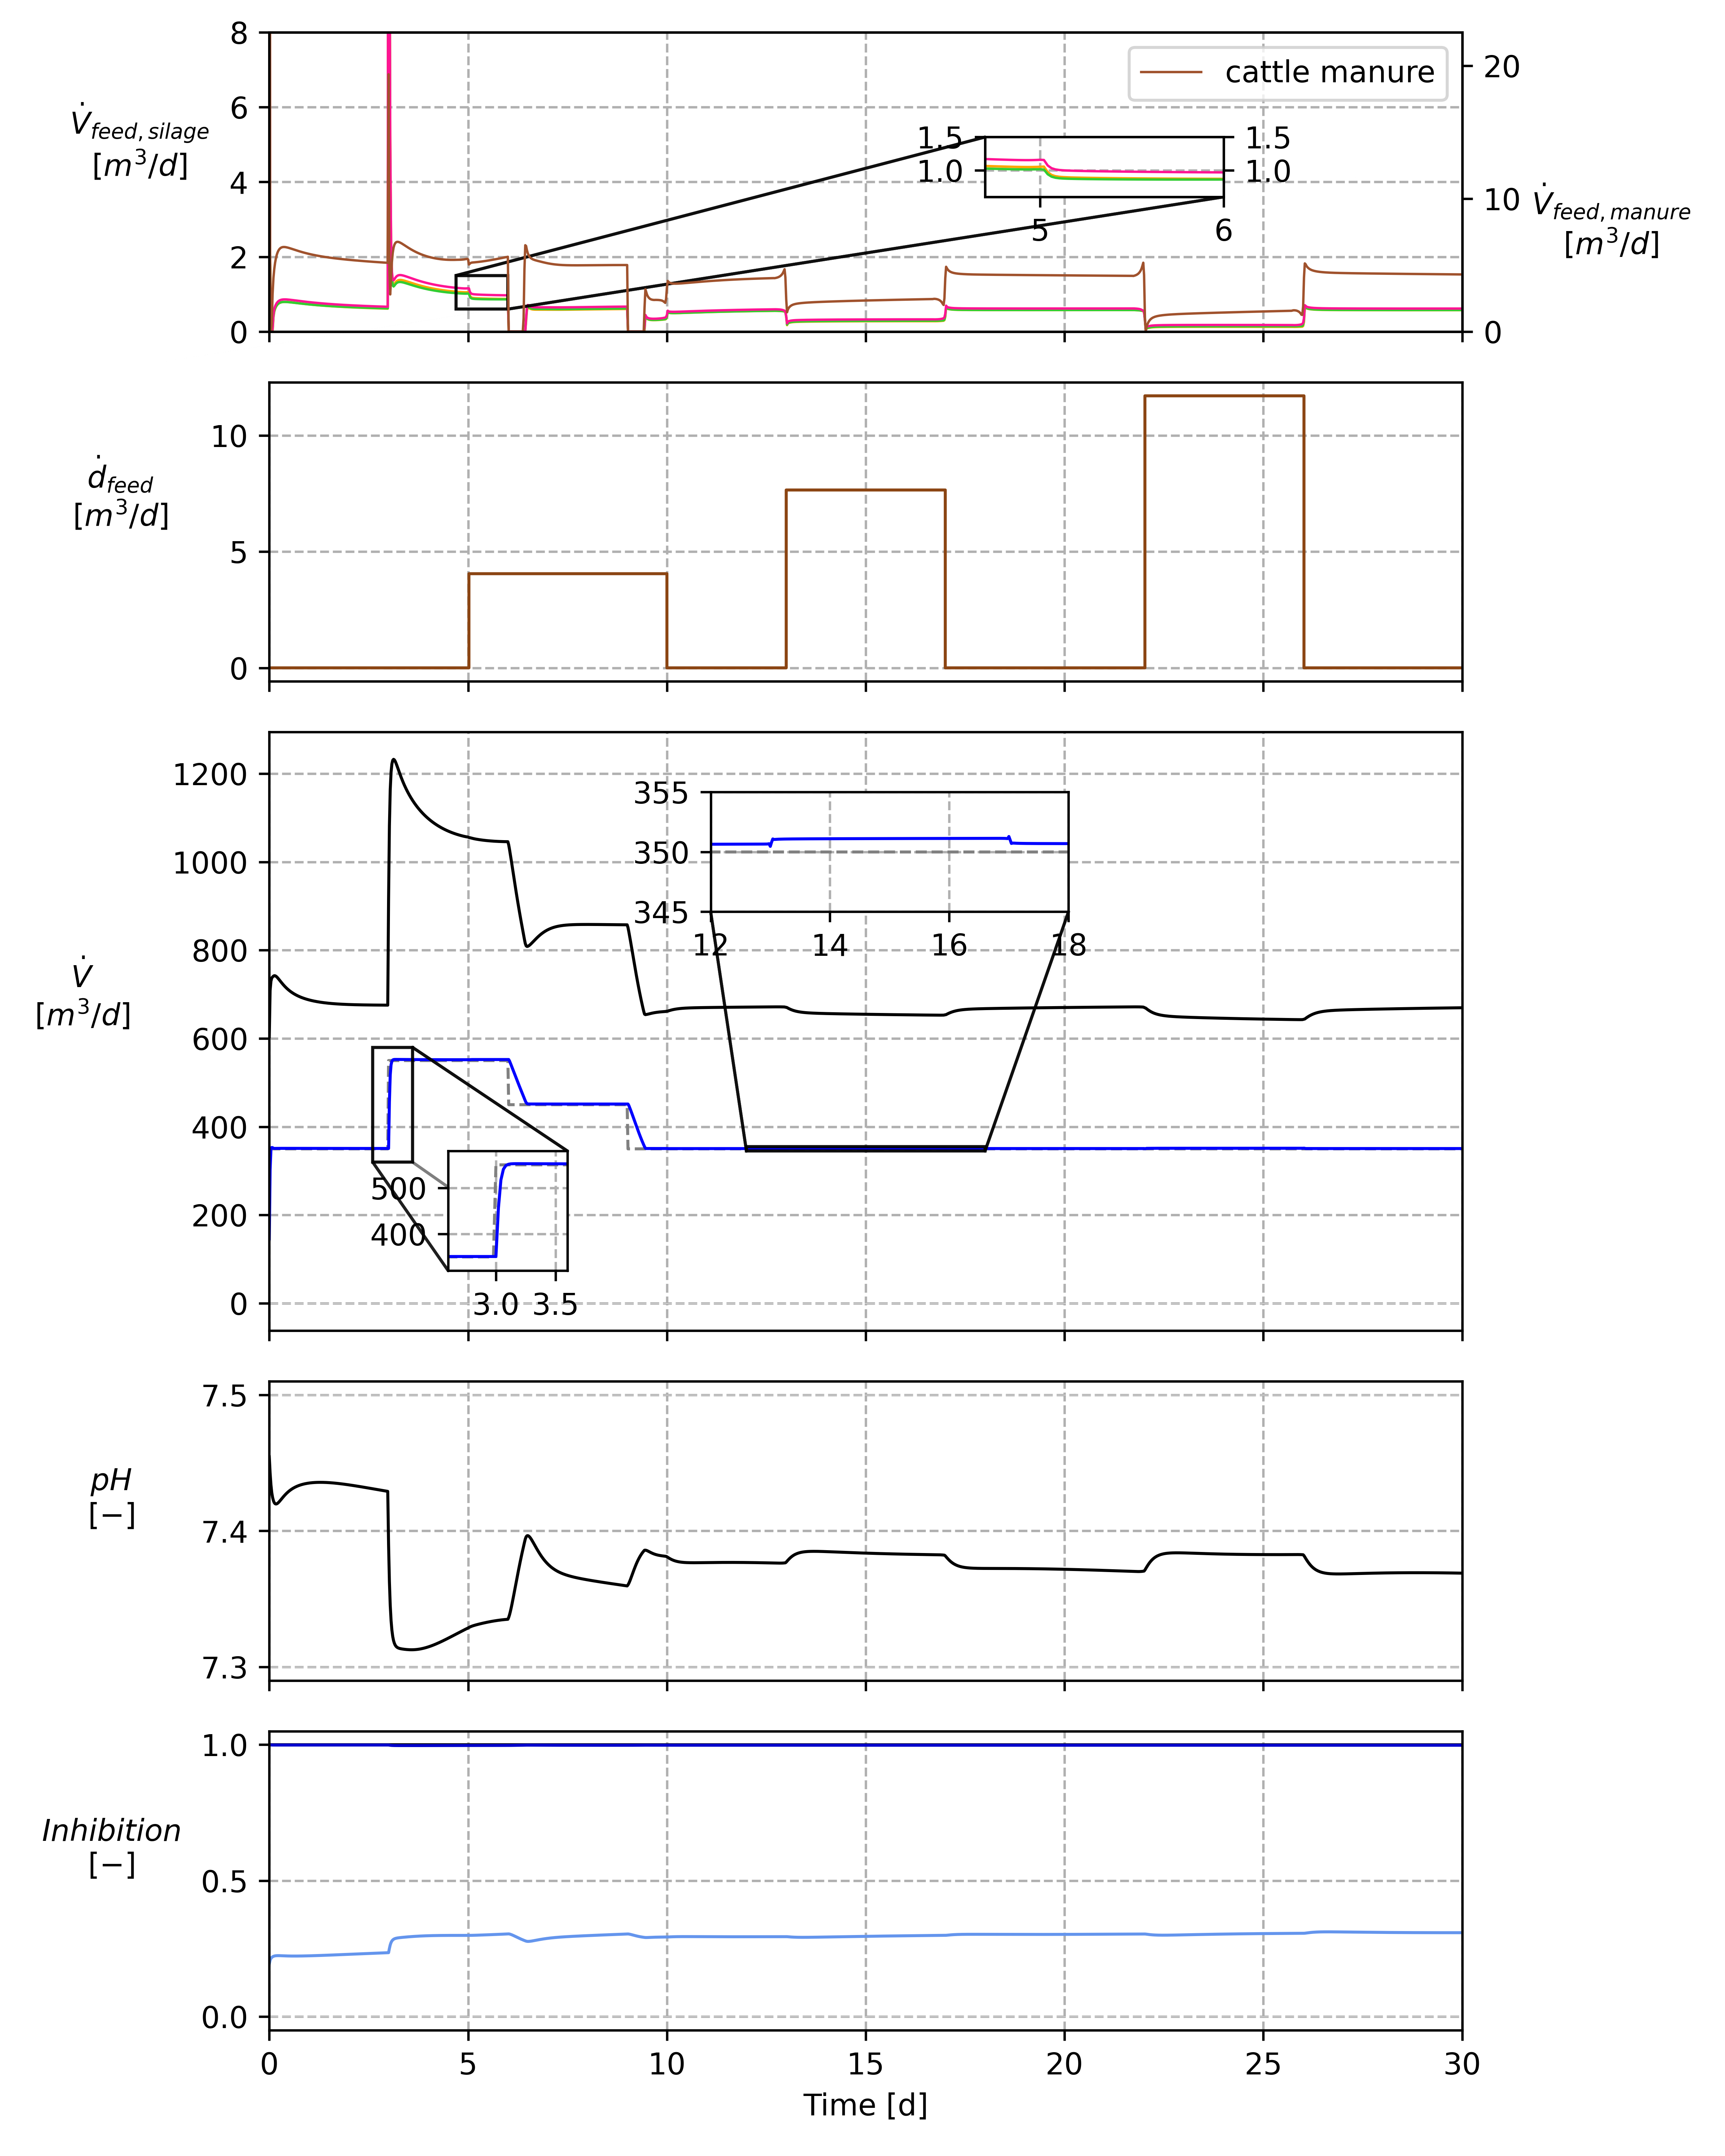 8
6
4
2
0
V̇feed, silage
[m³/d]
cattle manure
20
10
0
V̇feed, manure
[m³/d]
1.5
1.0
1.5
1.0
5
6
10
5
0
ḋfeed
[m³/d]
1200
1000
800
600
400
200
0
V̇
[m³/d]
355
350
345
12 14 16 18
500
400
3.0 3.5
7.5
7.4
7.3
pH
[−]
1.0
0.5
0.0
Inhibition
[−]
0 5 10 15 20 25 30
Time [d]